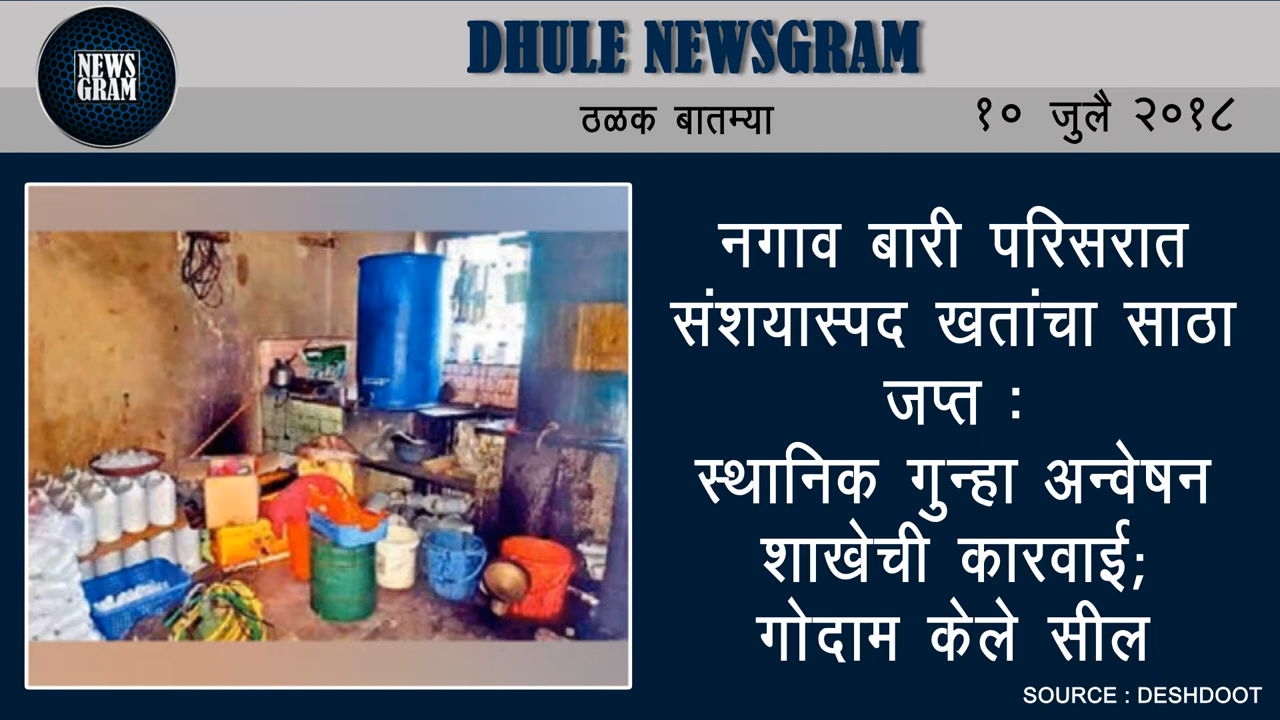 NEWS
GRAM
DHULE NEWSGRAM
ठळक बातम्या
१० जुलै २०१८
नगाव बारी परिसरात
संशयास्पद खतांचा साठा
जप्त :
स्थानिक गुन्हा अन्वेषन
शाखेची कारवाई;
गोदाम केले सील
SOURCE : DESHDOOT